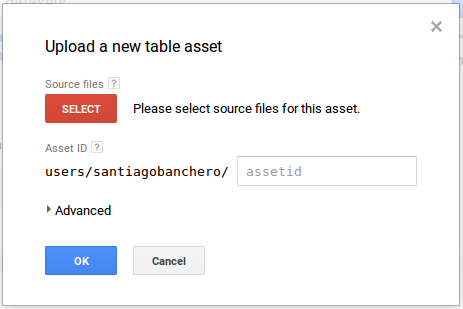 Upload a new table asset
Source files ?
SELECT Please select source files for this asset.
Asset ID ?
users/santiagobanchero/ assetid
Advanced
OK Cancel